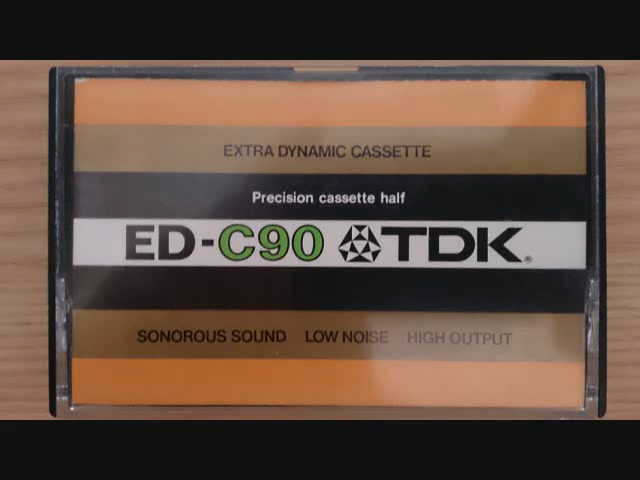 EXTRA DYNAMIC CASSETTE
Precision cassette half
ED-C90 TDK®
SONOROUS SOUND LOW NOISE HIGH OUTPUT